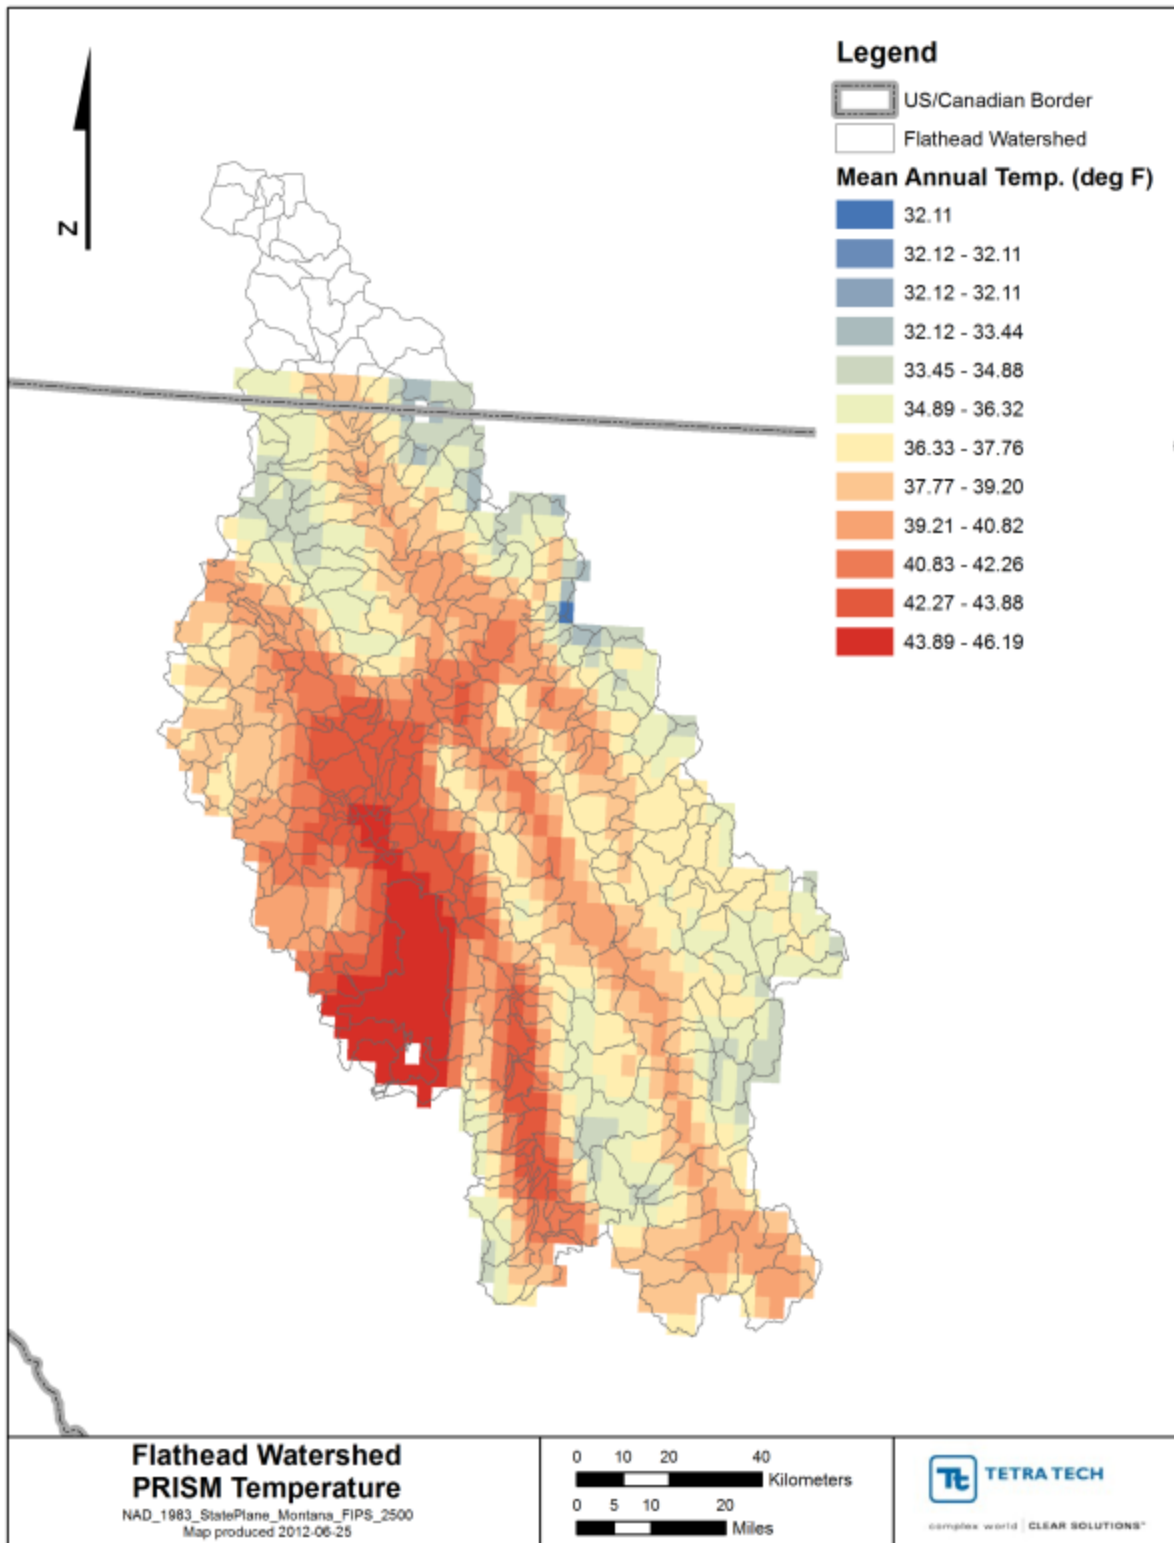 Legend
US/Canadian Border
Flathead Watershed
Mean Annual Temp. (deg F)
32.11
32.12 - 32.11
32.12 - 32.11
32.12 - 33.44
33.45 - 34.88
34.89 - 36.32
36.33 - 37.76
37.77 - 39.20
39.21 - 40.82
40.83 - 42.26
42.27 - 43.88
43.89 - 46.19
N
Flathead Watershed
PRISM Temperature
NAD_1983_StatePlane_Montana_FIPS_2500
Map produced 2012-06-25
0 10 20 40
Kilometers
0 5 10 20
Miles
Tt TETRA TECH
complex world | CLEAR SOLUTIONS™